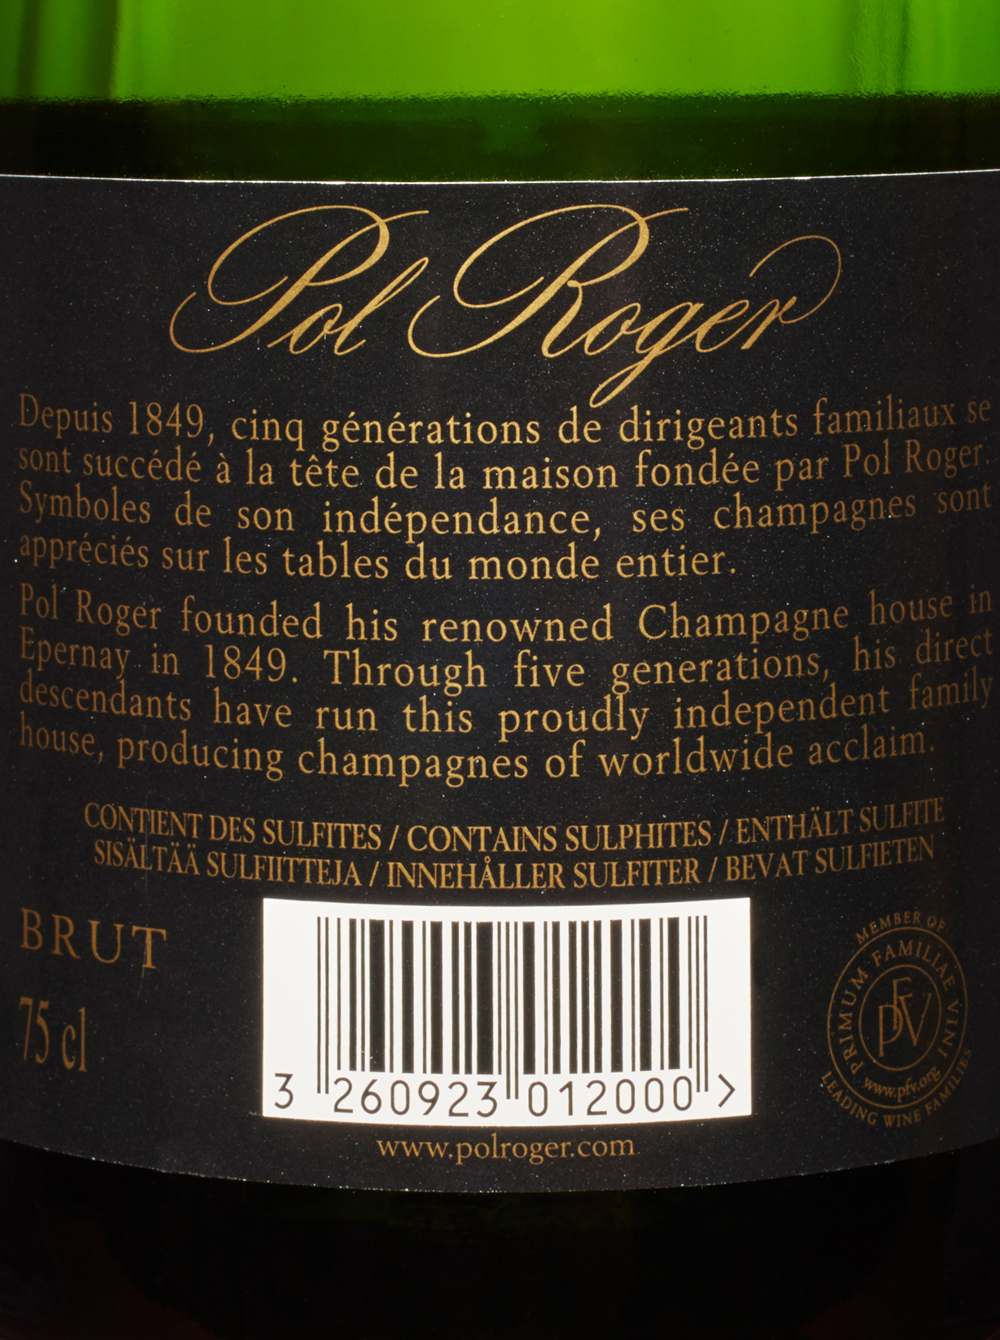 Pol Roger
Depuis 1849, cinq générations de dirigeants familiaux se
sont succédé à la tête de la maison fondée par Pol Roger.
Symboles de son indépendance, ses champagnes sont
appréciés sur les tables du monde entier.
Pol Roger founded his renowned Champagne house in
Epernay in 1849. Through five generations, his direct
descendants have run this proudly independent family
house, producing champagnes of worldwide acclaim.
CONTIENT DES SULFITES / CONTAINS SULPHITES / ENTHÄLT SULFITE
SISÄLTÄÄ SULFIITTEJA / INNEHÅLLER SULFITER / BEVAT SULFIETEN
BRUT
75 cl
3 260923 012000 >
MEMBER OF
PRIMUM FAMILIAE VINI
PFV
www.pfv.org
LEADING WINE FAMILIES
www.polroger.com